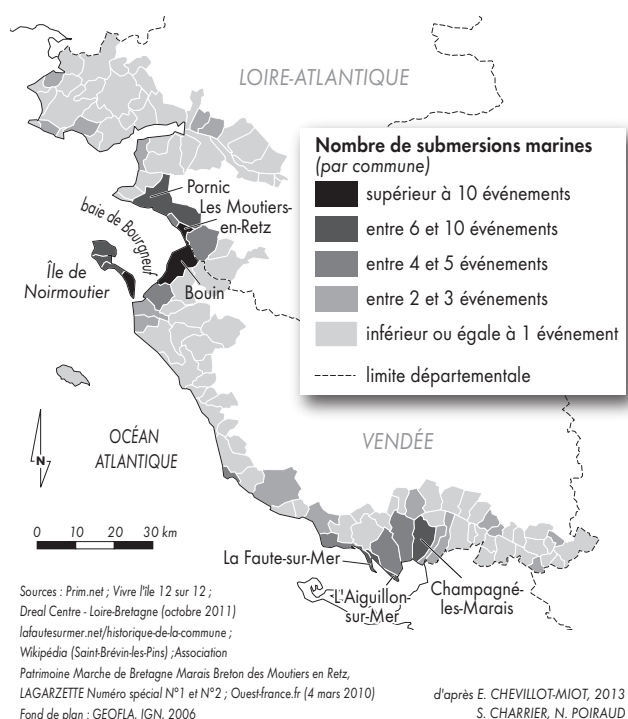 LOIRE-ATLANTIQUE
Nombre de submersions marines
(par commune)
supérieur à 10 événements
entre 6 et 10 événements
entre 4 et 5 événements
entre 2 et 3 événements
inférieur ou égale à 1 événement
limite départementale
Pornic
Les Moutiers-
en-Retz
baie de Bourgneuf
Île de
Noirmoutier
Bouin
OCÉAN
ATLANTIQUE
VENDÉE
N
0 10 20 30 km
La Faute-sur-Mer
L'Aiguillon-
sur-Mer
Champagné-
les-Marais
Sources : Prim.net ; Vivre l'île 12 sur 12 ;
Dreal Centre - Loire-Bretagne (octobre 2011)
lafautesurmer.net/historique-de-la-commune ;
Wikipédia (Saint-Brévin-les-Pins) ;Association
Patrimoine Marche de Bretagne Marais Breton des Moutiers en Retz,
LAGARZETTE Numéro spécial N°1 et N°2 ; Ouest-france.fr (4 mars 2010)
Fond de plan : GEOFLA, IGN, 2006
d'après E. CHEVILLOT-MIOT, 2013
S. CHARRIER, N. POIRAUD